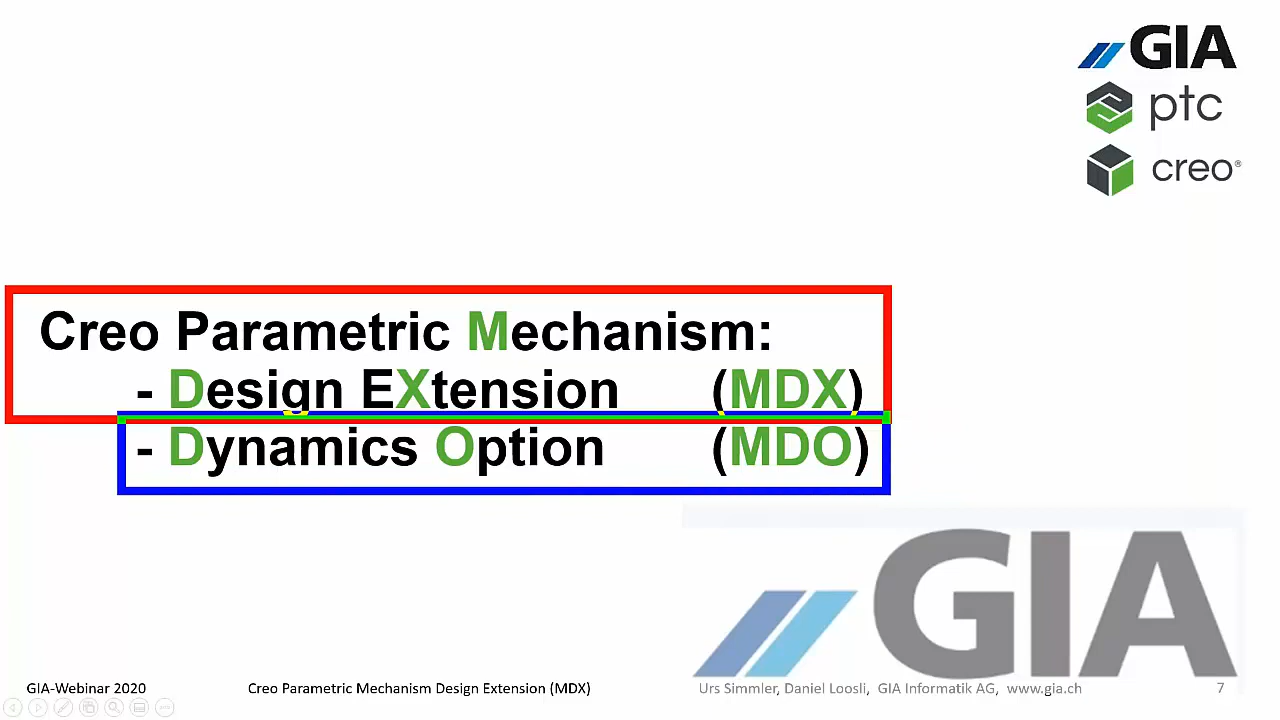 GIA
ptc
creo®
Creo Parametric Mechanism:
- Design EXtension (MDX)
- Dynamics Option (MDO)
GIA
GIA-Webinar 2020 Creo Parametric Mechanism Design Extension (MDX) Urs Simmler, Daniel Loosli, GIA Informatik AG, www.gia.ch 7